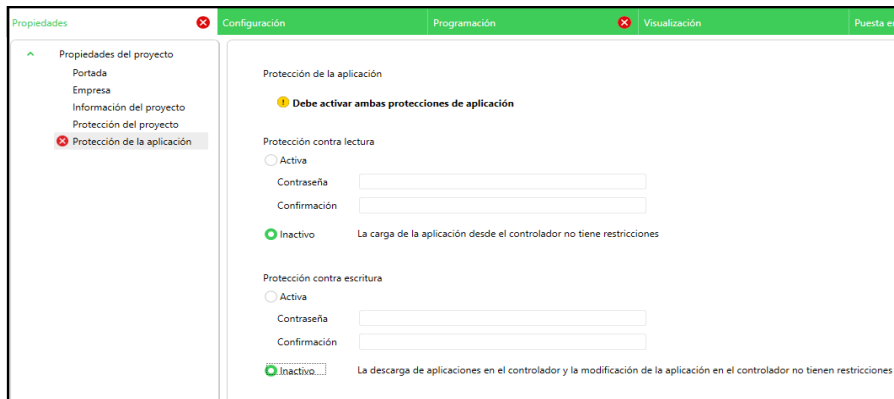 Propiedades Configuración Programación Visualización Puesta en
Propiedades del proyecto
Portada
Empresa
Información del proyecto
Protección del proyecto
Protección de la aplicación
Protección de la aplicación
Debe activar ambas protecciones de aplicación
Protección contra lectura
Activa
Contraseña
Confirmación
Inactivo La carga de la aplicación desde el controlador no tiene restricciones
Protección contra escritura
Activa
Contraseña
Confirmación
Inactivo La descarga de aplicaciones en el controlador y la modificación de la aplicación en el controlador no tienen restricciones